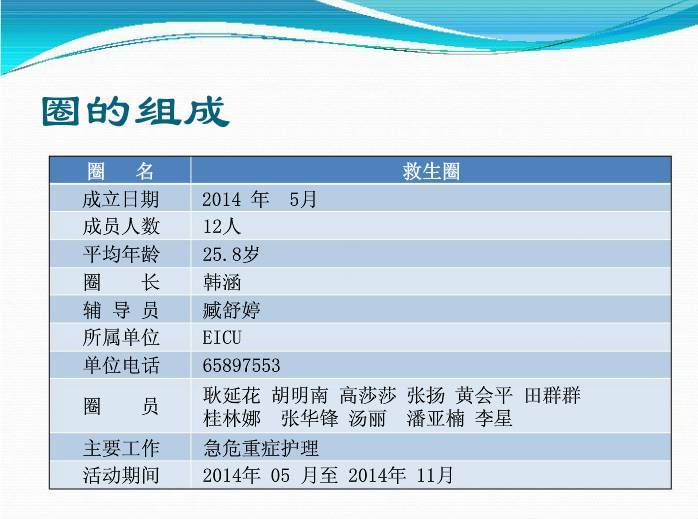 圈的组成
圈 名 救生圈
成立日期 2014 年 5月
成员人数 12人
平均年龄 25.8岁
圈 长 韩涵
辅 导 员 臧舒婷
所属单位 EICU
单位电话 65897553
圈 员 耿延花 胡明南 高莎莎 张扬 黄会平 田群群
桂林娜 张华锋 汤丽 潘亚楠 李星
主要工作 急危重症护理
活动期间 2014年 05 月至 2014年 11月